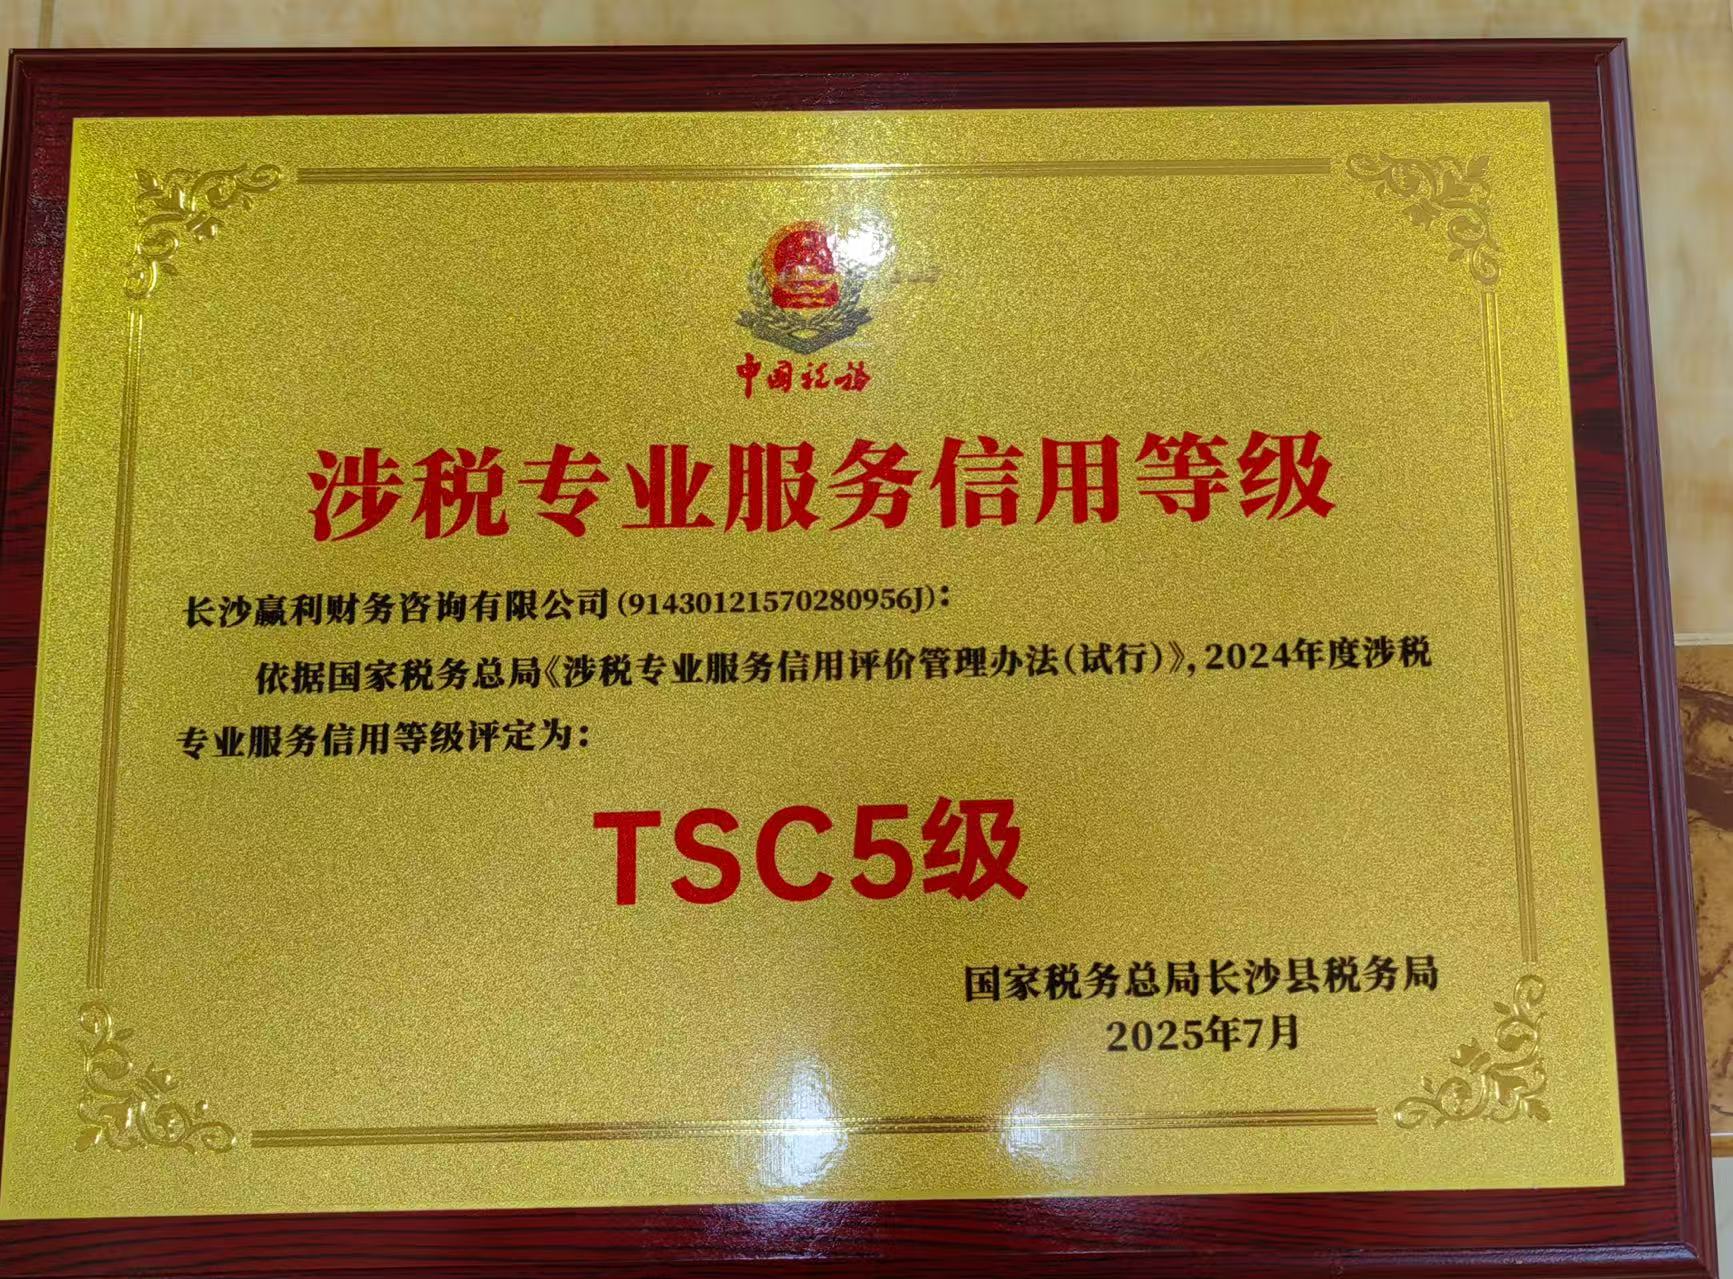 中国税务
涉税专业服务信用等级
长沙赢利财务咨询有限公司(91430121570280956J)：
依据国家税务总局《涉税专业服务信用评价管理办法(试行)》，2024年度涉税
专业服务信用等级评定为：
TSC5级
国家税务总局长沙县税务局
2025年7月